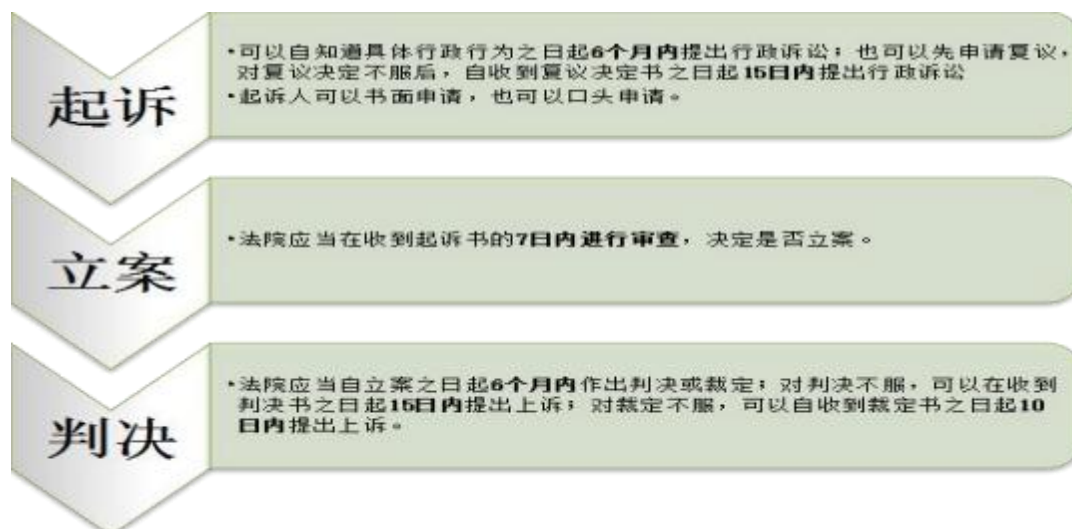 起诉
·可以自知道具体行政行为之日起6个月内提出行政诉讼；也可以先申请复议，
对复议决定不服后，自收到复议决定书之日起15日内提出行政诉讼
·起诉人可以书面申请，也可以口头申请。
立案
·法院应当在收到起诉书的7日内进行审查，决定是否立案。
判决
·法院应当自立案之日起6个月内作出判决或裁定；对判决不服，可以在收到
判决书之日起15日内提出上诉；对裁定不服，可以自收到裁定书之日起10
日内提出上诉。